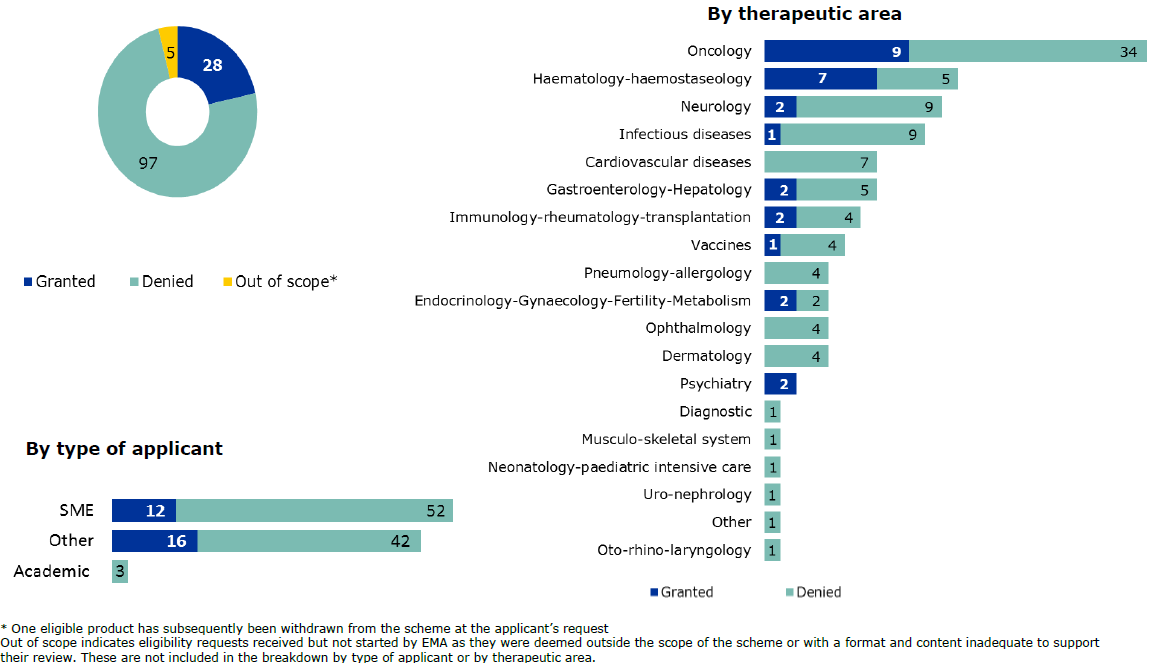 5
28
97
Granted
Denied
Out of scope*
By type of applicant
SME 12 52
Other 16 42
Academic 3
By therapeutic area
Oncology 9 34
Haematology-haemostaseology 7 5
Neurology 2 9
Infectious diseases 1 9
Cardiovascular diseases 7
Gastroenterology-Hepatology 2 5
Immunology-rheumatology-transplantation 2 4
Vaccines 1 4
Pneumology-allergology 4
Endocrinology-Gynaecology-Fertility-Metabolism 2 2
Ophthalmology 4
Dermatology 4
Psychiatry 2
Diagnostic 1
Musculo-skeletal system 1
Neonatology-paediatric intensive care 1
Uro-nephrology 1
Other 1
Oto-rhino-laryngology 1
Granted Denied
* One eligible product has subsequently been withdrawn from the scheme at the applicant’s request
Out of scope indicates eligibility requests received but not started by EMA as they were deemed outside the scope of the scheme or with a format and content inadequate to support
their review. These are not included in the breakdown by type of applicant or by therapeutic area.